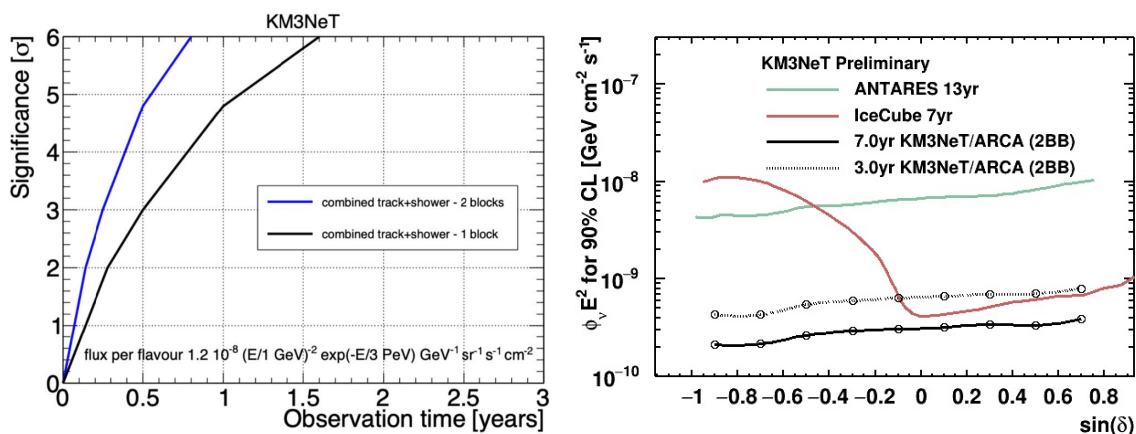 KM3NeT
Significance [σ]
6
5
4
3
2
1
0
combined track+shower - 2 blocks
combined track+shower - 1 block
flux per flavour 1.2 10⁻⁸ (E/1 GeV)⁻² exp(-E/3 PeV) GeV⁻¹ sr⁻¹ s⁻¹ cm⁻²
0 0.5 1 1.5 2 2.5 3
Observation time [years]
ϕᵥE² for 90% CL [GeV cm⁻² s⁻¹]
10⁻⁷
10⁻⁸
10⁻⁹
10⁻¹⁰
KM3NeT Preliminary
ANTARES 13yr
IceCube 7yr
7.0yr KM3NeT/ARCA (2BB)
3.0yr KM3NeT/ARCA (2BB)
−1 −0.8 −0.6 −0.4 −0.2 0 0.2 0.4 0.6 0.8
sin(δ)